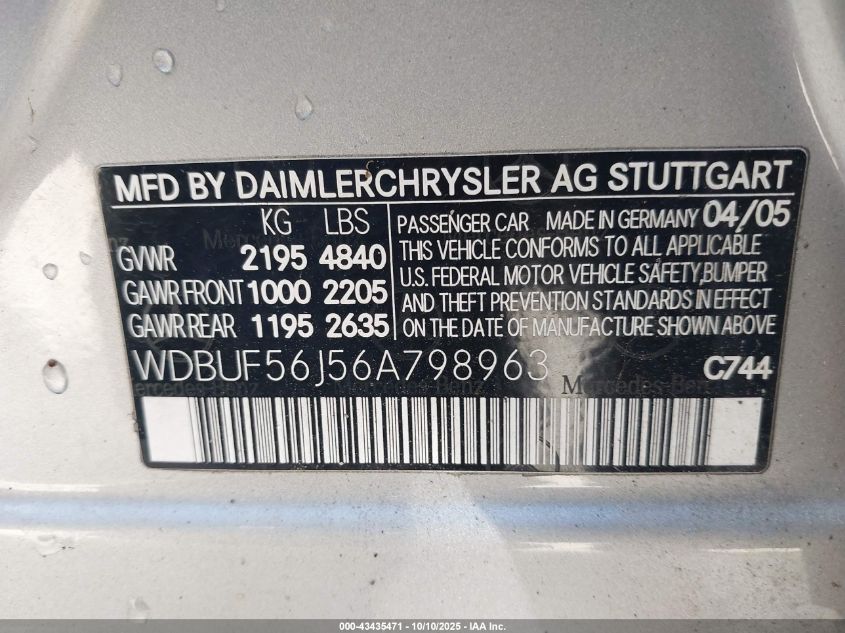 MFD BY DAIMLERCHRYSLER AG STUTTGART
KG LBS
GVWR 2195 4840
GAWR FRONT 1000 2205
GAWR REAR 1195 2635
PASSENGER CAR MADE IN GERMANY 04/05
THIS VEHICLE CONFORMS TO ALL APPLICABLE
U.S. FEDERAL MOTOR VEHICLE SAFETY,BUMPER
AND THEFT PREVENTION STANDARDS IN EFFECT
ON THE DATE OF MANUFACTURE SHOWN ABOVE
WDBUF56J56A798963
C744
Mercedes-Benz
000-43435471 - 10/10/2025 - IAA Inc.